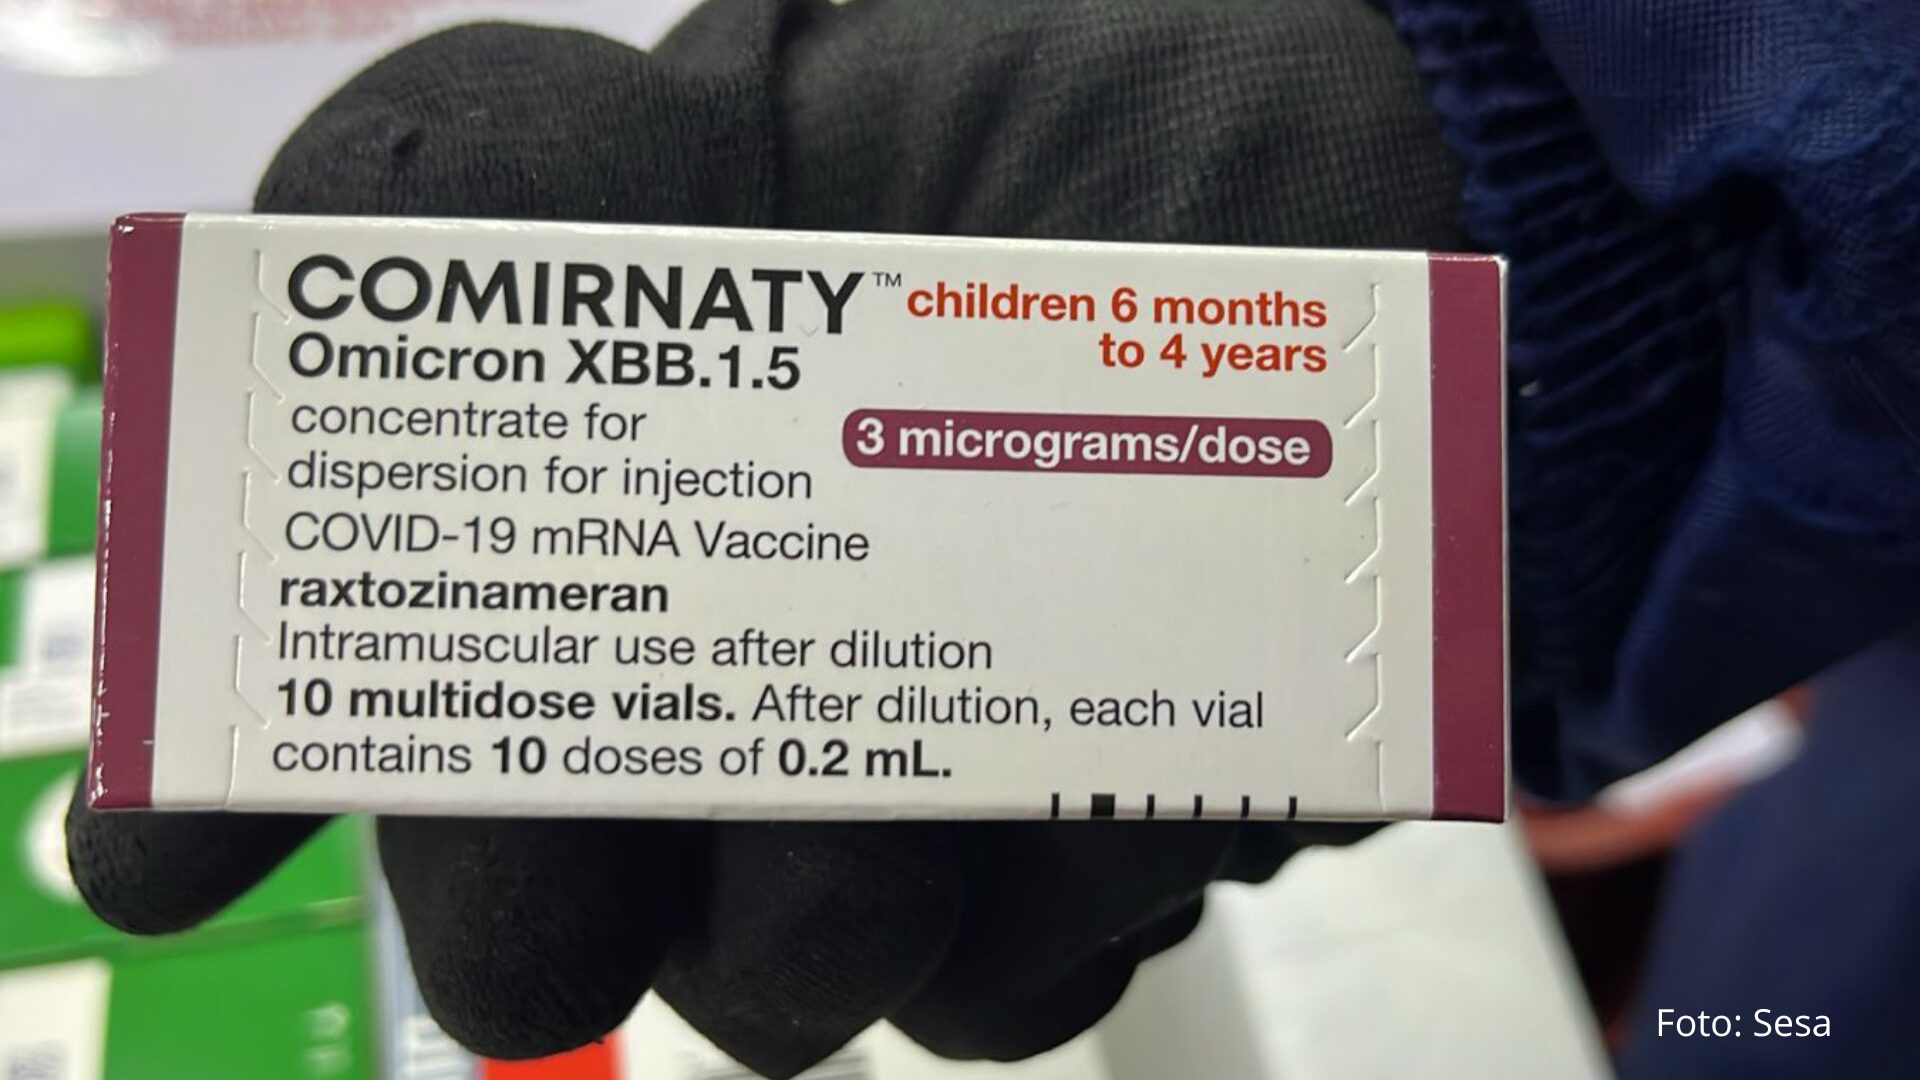 COMIRNATY™ children 6 months
to 4 years
Omicron XBB.1.5
concentrate for
dispersion for injection
3 micrograms/dose
COVID-19 mRNA Vaccine
raxtozinameran
Intramuscular use after dilution
10 multidose vials. After dilution, each vial
contains 10 doses of 0.2 mL.
Foto: Sesa